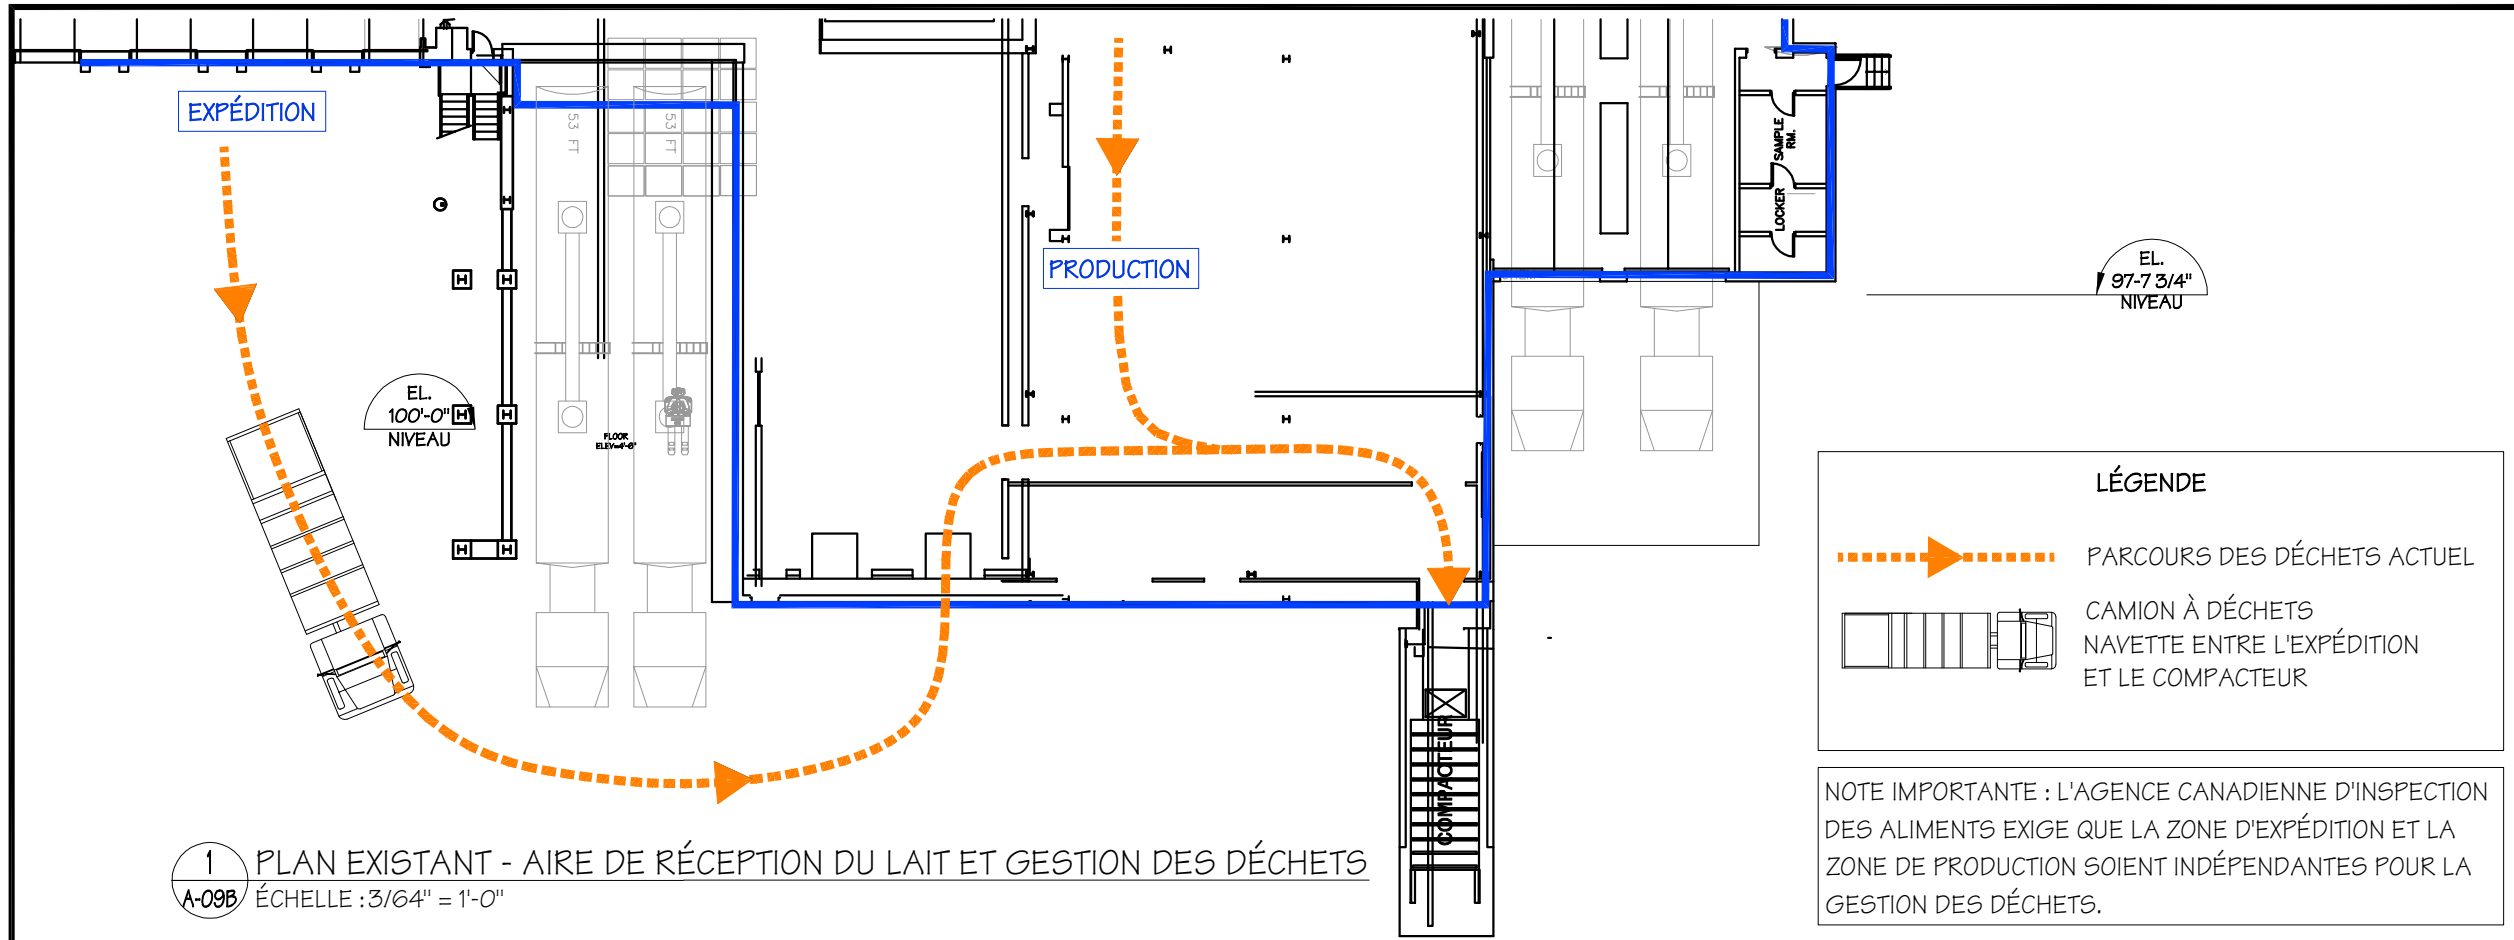 EXPÉDITION
53 FT
53 FT
PRODUCTION
SAMPLE
RM.
LOCKER
EL.
97-7 3/4"
NIVEAU
EL.
100'-0"
NIVEAU
FLOOR
LÉGENDE
PARCOURS DES DÉCHETS ACTUEL
CAMION À DÉCHETS
NAVETTE ENTRE L'EXPÉDITION
ET LE COMPACTEUR
COMPACTEUR
NOTE IMPORTANTE : L'AGENCE CANADIENNE D'INSPECTION
DES ALIMENTS EXIGE QUE LA ZONE D'EXPÉDITION ET LA
ZONE DE PRODUCTION SOIENT INDÉPENDANTES POUR LA
GESTION DES DÉCHETS.
1
A-09B
PLAN EXISTANT - AIRE DE RÉCEPTION DU LAIT ET GESTION DES DÉCHETS
ÉCHELLE : 3/64" = 1'-0"